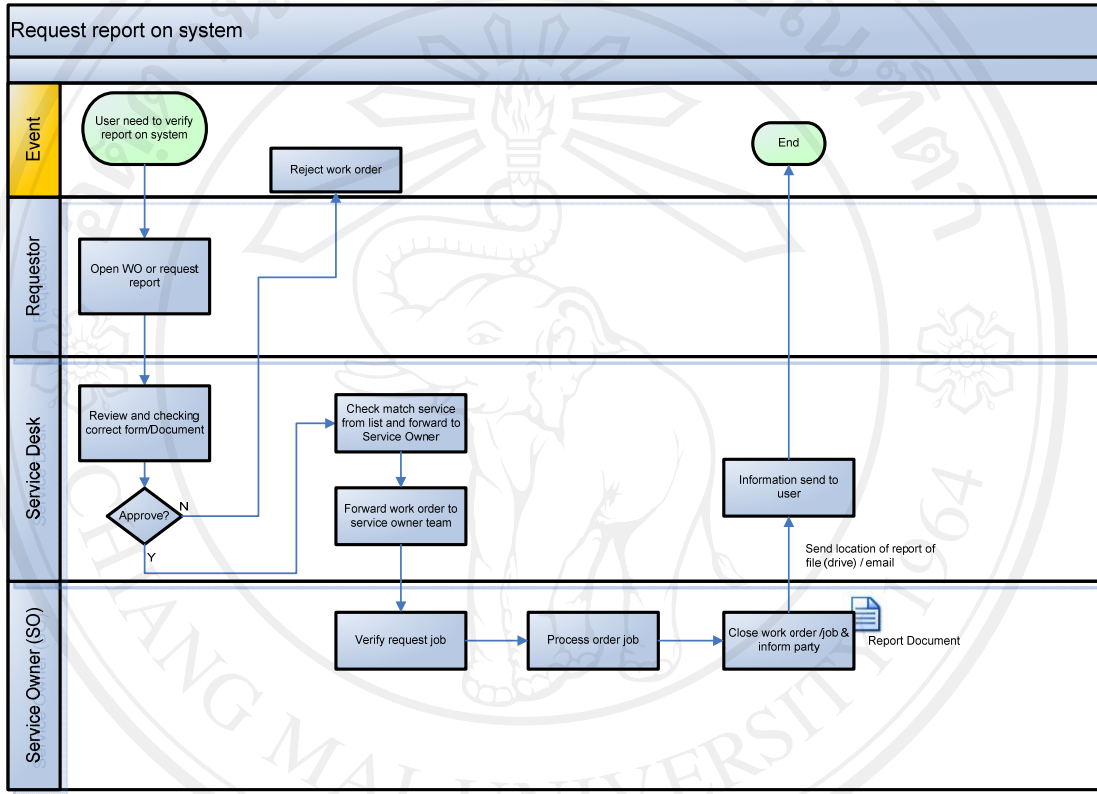 Request report on system
Event
User need to verify
report on system
Reject work order
End
Requestor
Open WO or request
report
Service Desk
Review and checking
correct form/Document
Approve?
N
Y
Check match service
from list and forward to
Service Owner
Forward work order to
service owner team
Information send to
user
Send location of report of
file (drive) / email
Service Owner (SO)
Verify request job
Process order job
Close work order /job &
inform party
Report Document
CHIANG MAI UNIVERSITY 1964